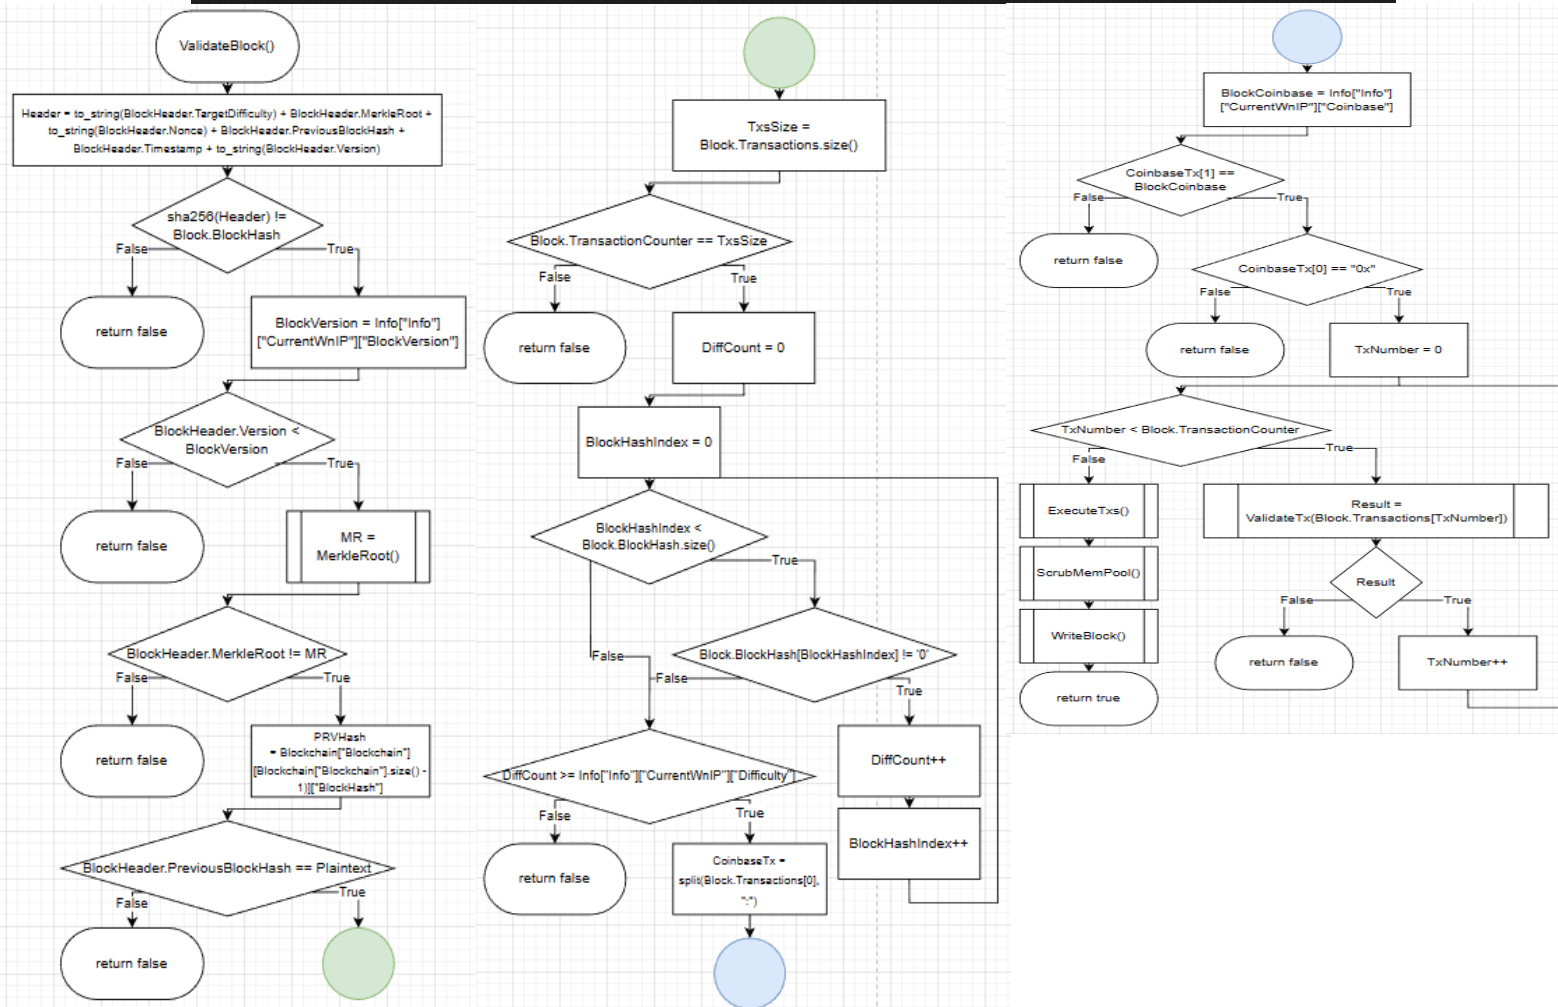 ValidateBlock()
Header = to_string(BlockHeader.TargetDifficulty) + BlockHeader.MerkleRoot +
to_string(BlockHeader.Nonce) + BlockHeader.PreviousBlockHash +
BlockHeader.Timestamp + to_string(BlockHeader.Version)
sha256(Header) !=
Block.BlockHash
False
True
return false
BlockVersion = Info["Info"]
["CurrentWnIP"]["BlockVersion"]
BlockHeader.Version <
BlockVersion
False
True
return false
MR =
MerkleRoot()
BlockHeader.MerkleRoot != MR
False
True
return false
PRVHash
= Blockchain["Blockchain"]
[Blockchain["Blockchain"].size() -
1)]["BlockHash"]
BlockHeader.PreviousBlockHash == Plaintext
False
True
return false
TxsSize =
Block.Transactions.size()
Block.TransactionCounter == TxsSize
False
True
return false
DiffCount = 0
BlockHashIndex = 0
BlockHashIndex <
Block.BlockHash.size()
True
False
Block.BlockHash[BlockHashIndex] != '0'
False
True
DiffCount++
BlockHashIndex++
DiffCount >= Info["Info"]["CurrentWnIP"]["Difficulty"]
False
True
return false
CoinbaseTx =
split(Block.Transactions[0],
":")
BlockCoinbase = Info["Info"]
["CurrentWnIP"]["Coinbase"]
CoinbaseTx[1] ==
BlockCoinbase
False
True
return false
CoinbaseTx[0] == "0x"
False
True
return false
TxNumber = 0
TxNumber < Block.TransactionCounter
False
True
ExecuteTxs()
ScrubMemPool()
WriteBlock()
return true
Result =
ValidateTx(Block.Transactions[TxNumber])
Result
False
True
return false
TxNumber++